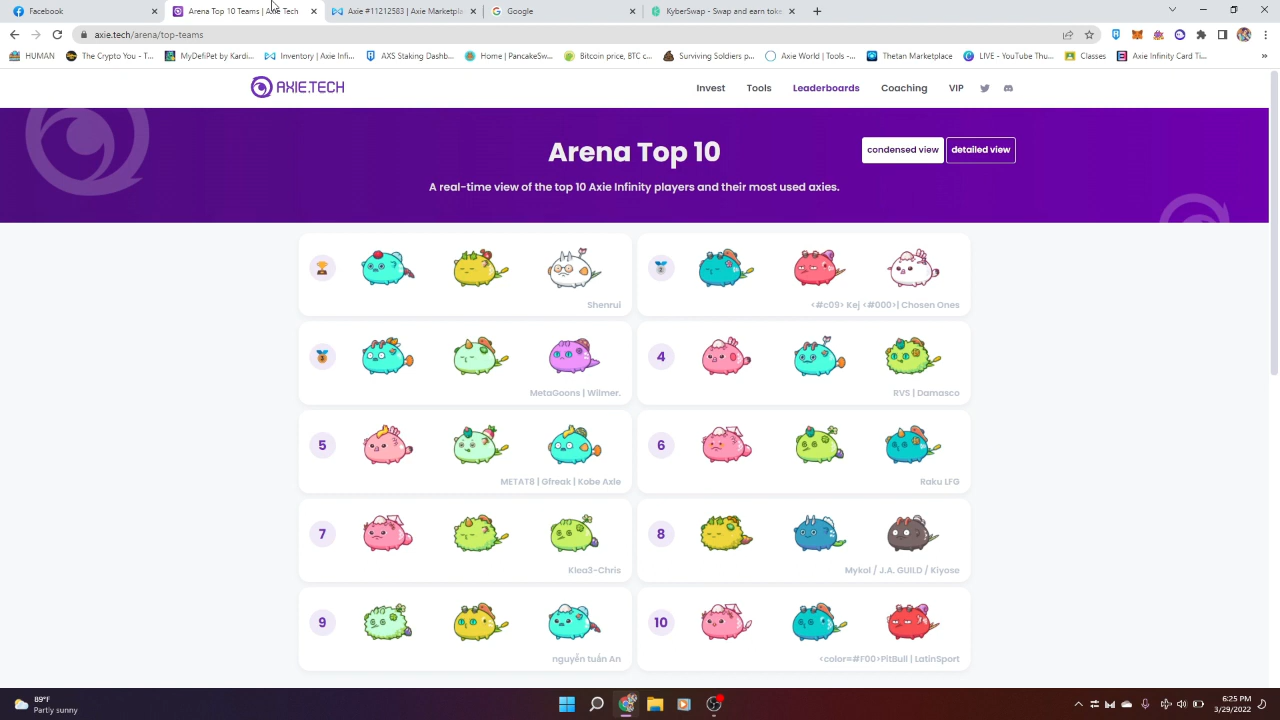 Facebook
Arena Top 10 Teams | Axie Tech
Axie #11212583 | Axie Marketpla
Google
KyberSwap - Swap and earn toke
axie.tech/arena/top-teams
HUMAN
The Crypto You - T...
MyDefiPet by Kardi...
Inventory | Axie Infi...
AXS Staking Dashb...
Home | PancakeSw...
Bitcoin price, BTC c...
Surviving Soldiers p...
Axie World | Tools -...
Thetan Marketplace
LIVE - YouTube Thu...
Classes
Axie Infinity Card Ti...
»
AXIE.TECH
Invest
Tools
Leaderboards
Coaching
VIP
Arena Top 10
condensed view
detailed view
A real-time view of the top 10 Axie Infinity players and their most used axies.
Shenrui
<#c09> Kej <#000>| Chosen Ones
MetaGoons | Wilmer.
4
RVS | Damasco
5
METAT8 | Gfreak | Kobe Axie
6
Raku LFG
7
Klea3-Chris
8
Mykol / J.A. GUILD / Kiyose
9
nguyễn tuấn An
10
<color=#F00>PitBull | LatinSport
89°F
Partly sunny
6:25 PM
3/29/2022